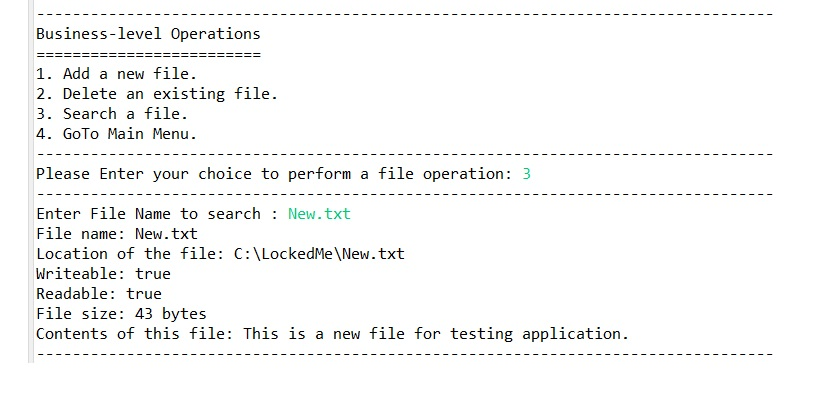 ---------------------------------------------------------------------------------
Business-level Operations
=========================
1. Add a new file.
2. Delete an existing file.
3. Search a file.
4. GoTo Main Menu.
---------------------------------------------------------------------------------
Please Enter your choice to perform a file operation: 3
---------------------------------------------------------------------------------
Enter File Name to search : New.txt
File name: New.txt
Location of the file: C:\LockedMe\New.txt
Writeable: true
Readable: true
File size: 43 bytes
Contents of this file: This is a new file for testing application.
---------------------------------------------------------------------------------